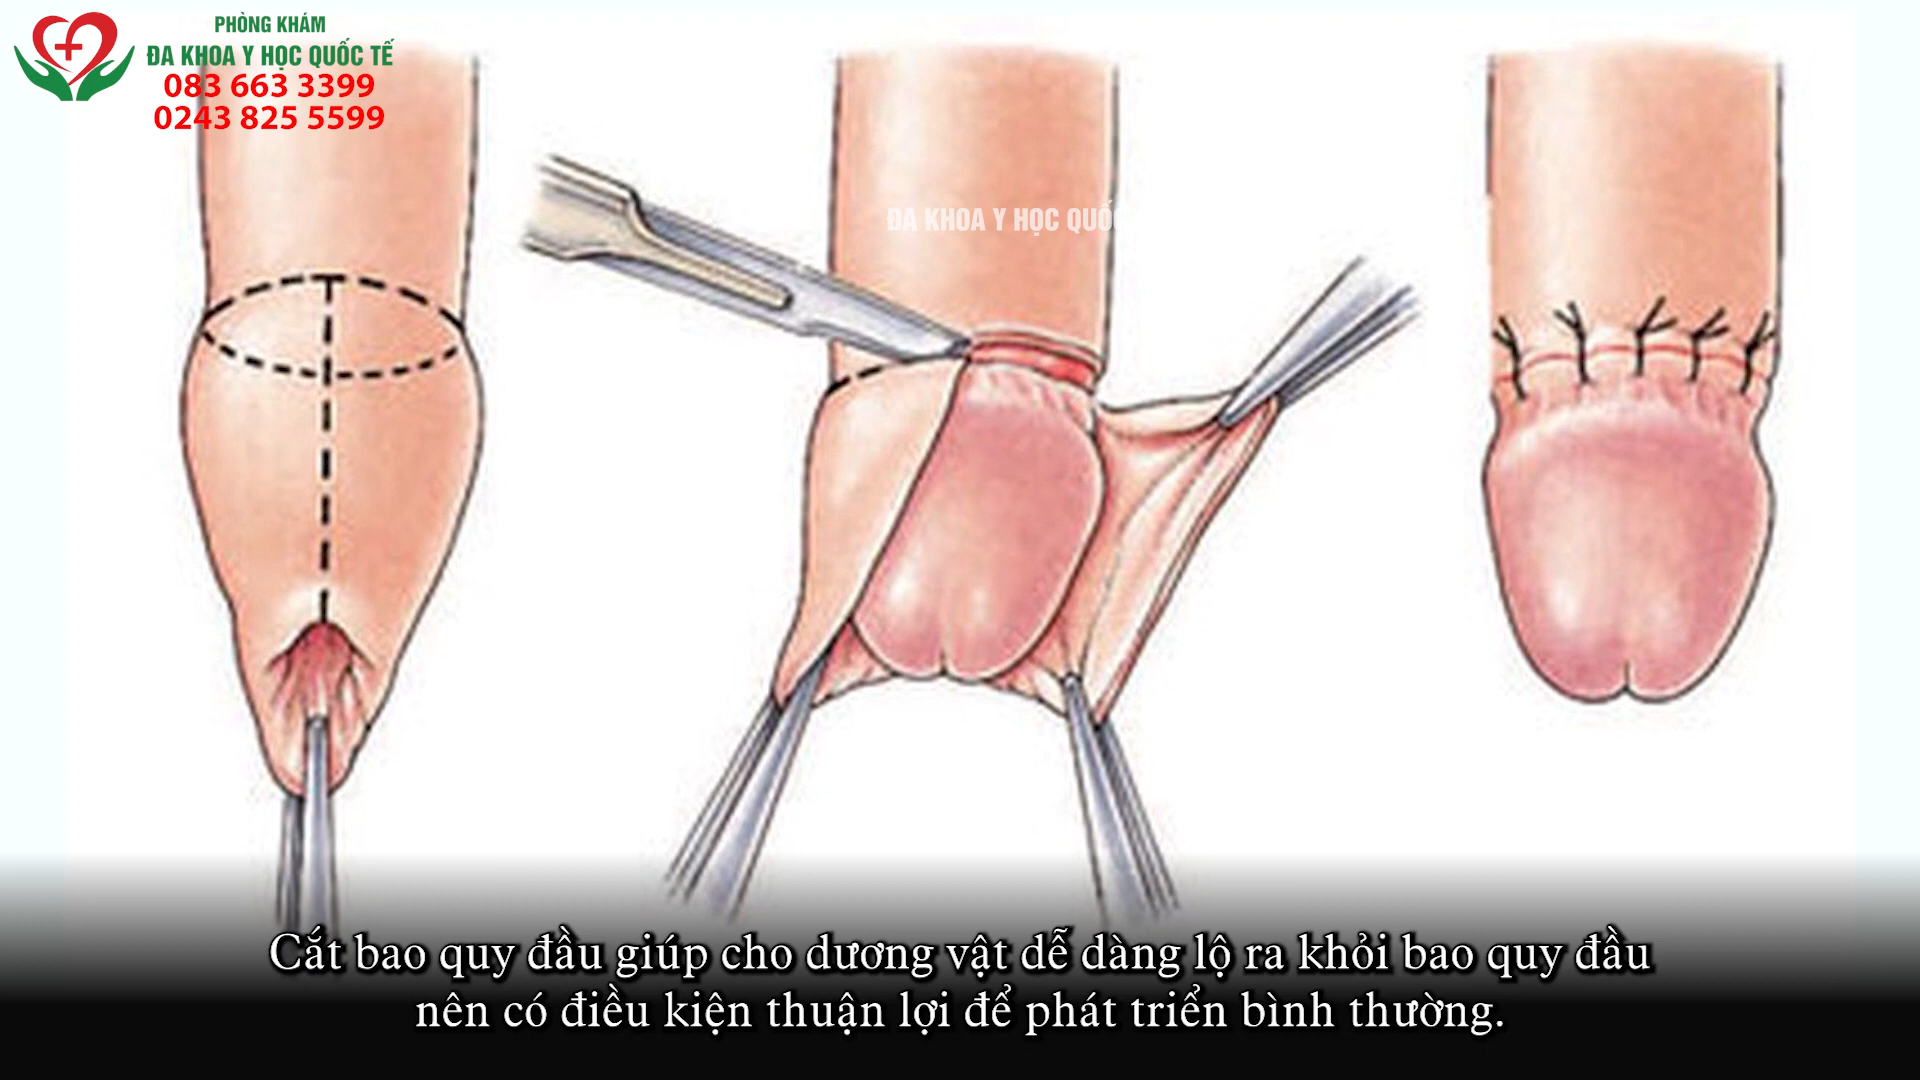 PHÒNG KHÁM
ĐA KHOA Y HỌC QUỐC TẾ
083 663 3399
0243 825 5599
ĐA KHOA Y HỌC QUỐC
Cắt bao quy đầu giúp cho dương vật dễ dàng lộ ra khỏi bao quy đầu
nên có điều kiện thuận lợi để phát triển bình thường.